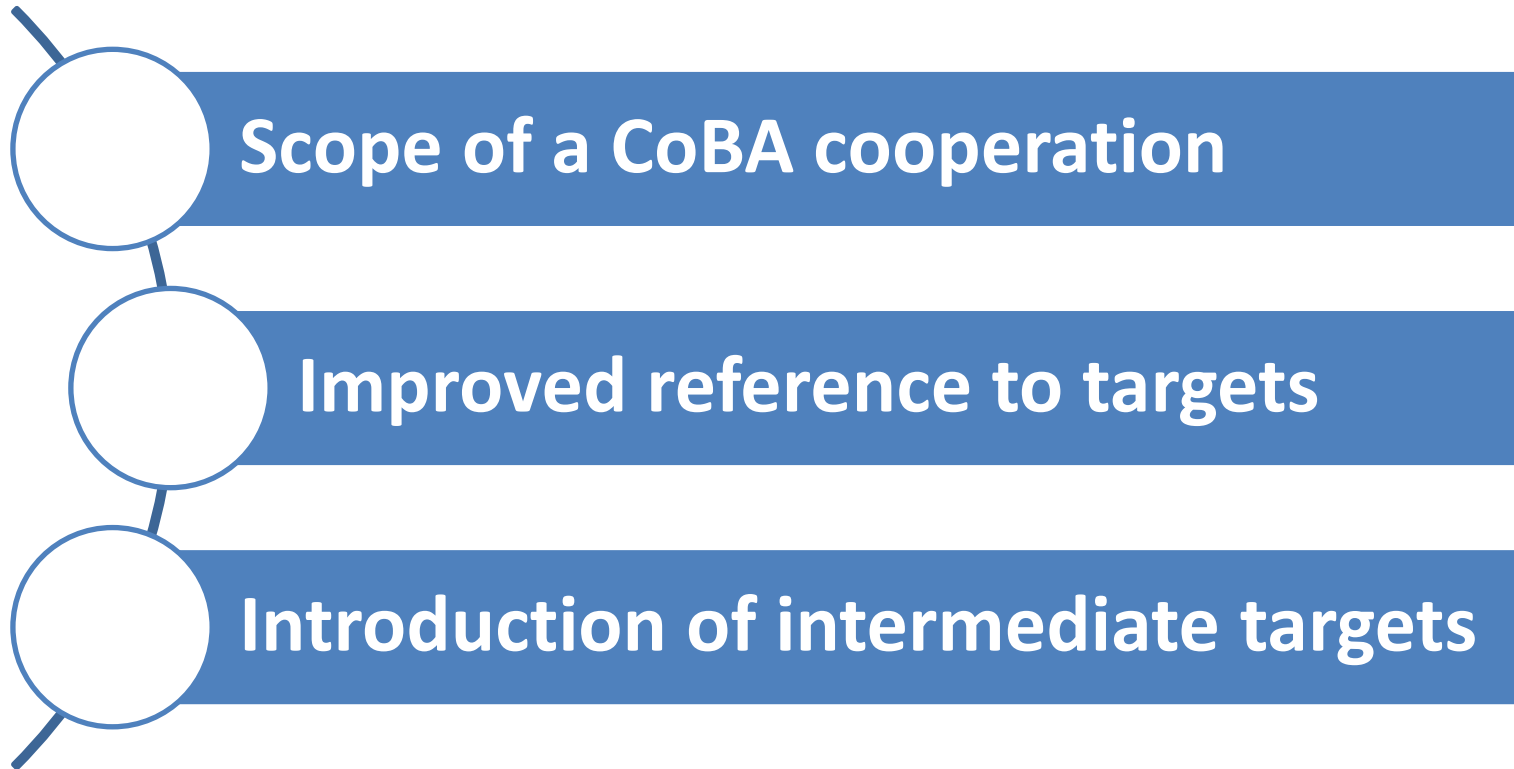 Scope of a CoBA cooperation
Improved reference to targets
Introduction of intermediate targets